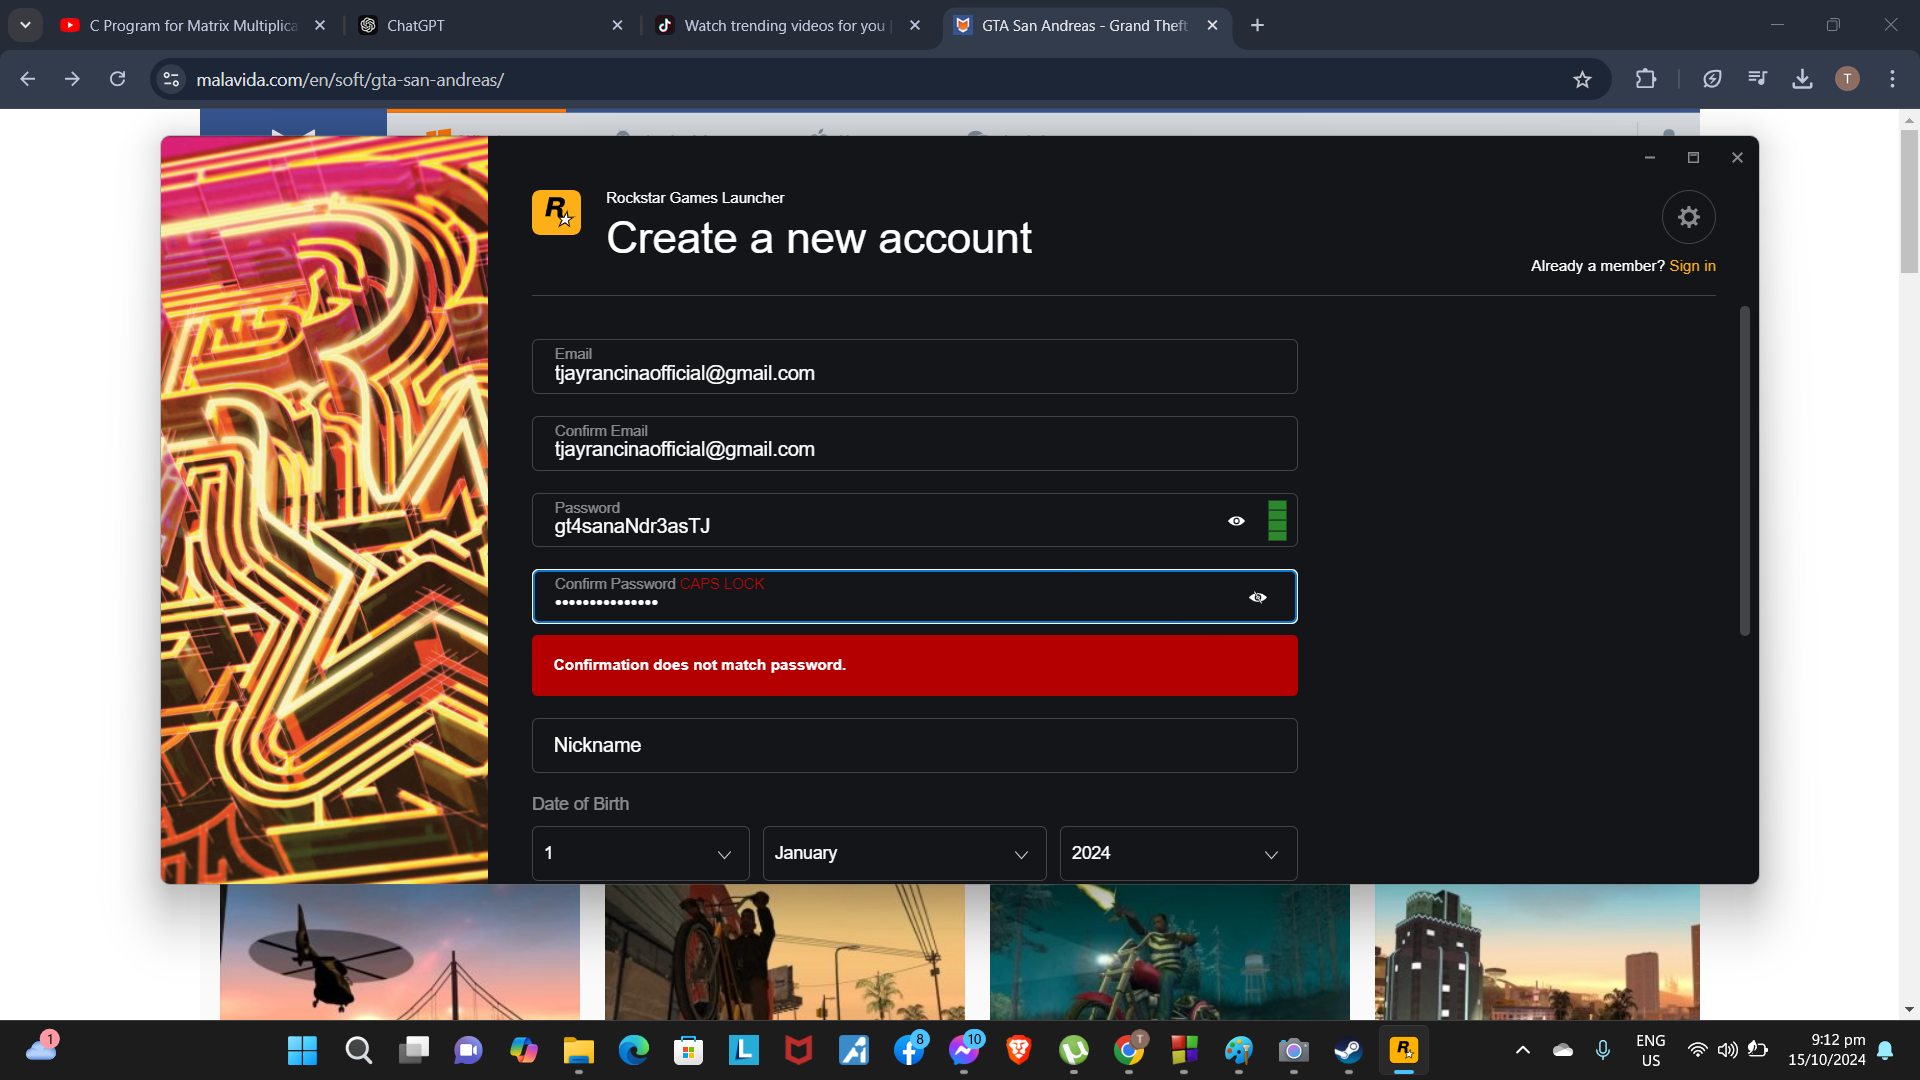 C Program for Matrix Multiplica
ChatGPT
Watch trending videos for you |
GTA San Andreas - Grand Theft
malavida.com/en/soft/gta-san-andreas/
T
Rockstar Games Launcher
Create a new account
Already a member? Sign in
Email
tjayrancinaofficial@gmail.com
Confirm Email
tjayrancinaofficial@gmail.com
Password
gt4sanaNdr3asTJ
Confirm Password CAPS LOCK
•••••••••••••••
Confirmation does not match password.
Nickname
Date of Birth
1
January
2024
1
8
10
T
ENG
US
9:12 pm
15/10/2024